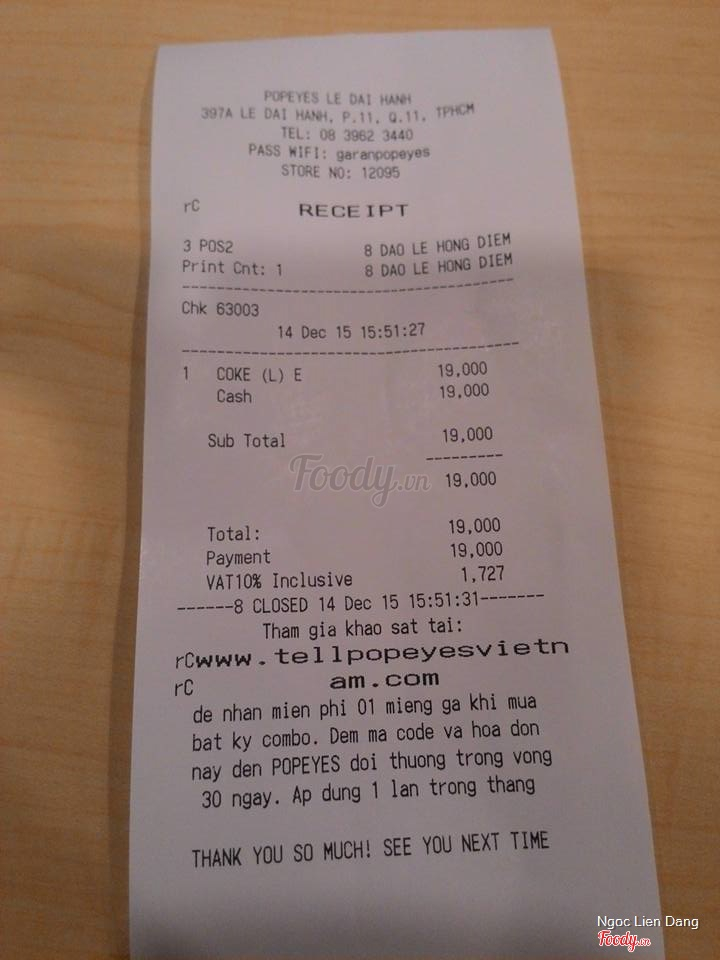 POPEYES LE DAI HANH
397A LE DAI HANH, P.11, Q.11, TPHCM
TEL: 08 3962 3440
PASS WIFI: garanpopeyes
STORE NO: 12095
rC RECEIPT
3 POS2 8 DAO LE HONG DIEM
Print Cnt: 1 8 DAO LE HONG DIEM
Chk 63003
14 Dec 15 15:51:27
1 COKE (L) E 19,000
Cash 19,000
Sub Total 19,000
Foody.vn
19,000
Total: 19,000
Payment 19,000
VAT10% Inclusive 1,727
------8 CLOSED 14 Dec 15 15:51:31-------
Tham gia khao sat tai:
rCwww.tellpopeyesvietn
rC am.com
de nhan mien phi 01 mieng ga khi mua
bat ky combo. Dem ma code va hoa don
nay den POPEYES doi thuong trong vong
30 ngay. Ap dung 1 lan trong thang
THANK YOU SO MUCH! SEE YOU NEXT TIME
Ngoc Lien Dang
Foody.vn